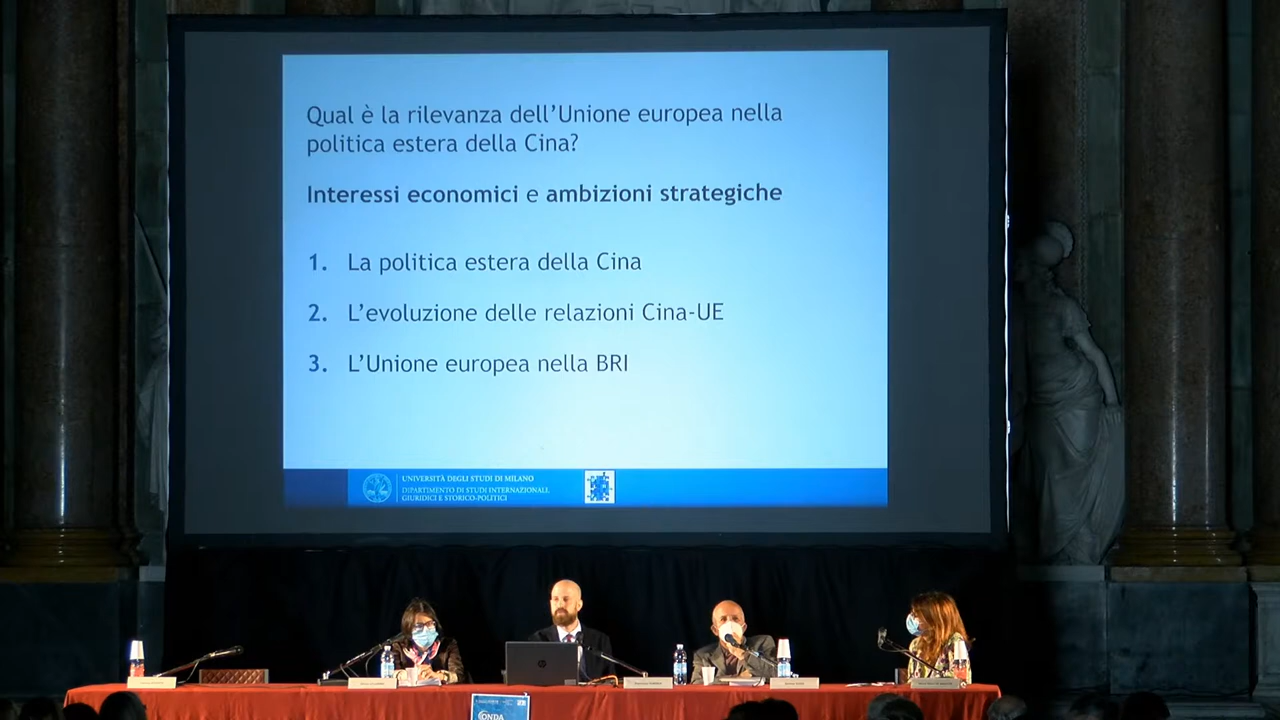 Qual è la rilevanza dell'Unione europea nella
politica estera della Cina?
Interessi economici e ambizioni strategiche
1. La politica estera della Cina
2. L'evoluzione delle relazioni Cina-UE
3. L'Unione europea nella BRI
UNIVERSITÀ DEGLI STUDI DI MILANO
DIPARTIMENTO DI STUDI INTERNAZIONALI,
GIURIDICI E STORICO-POLITICI
ONDA